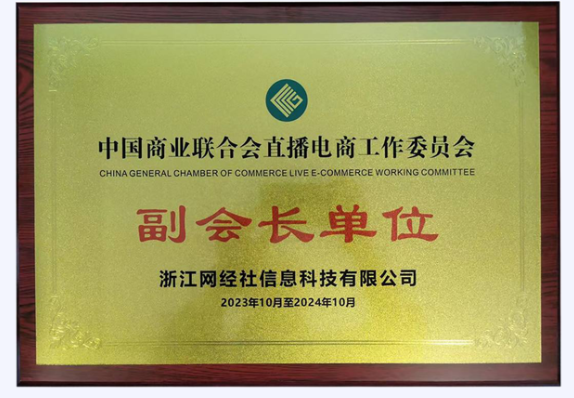 中国商业联合会直播电商工作委员会
CHINA GENERAL CHAMBER OF COMMERCE LIVE E-COMMERCE WORKING COMMITTEE
副会长单位
浙江网经社信息科技有限公司
2023年10月至2024年10月